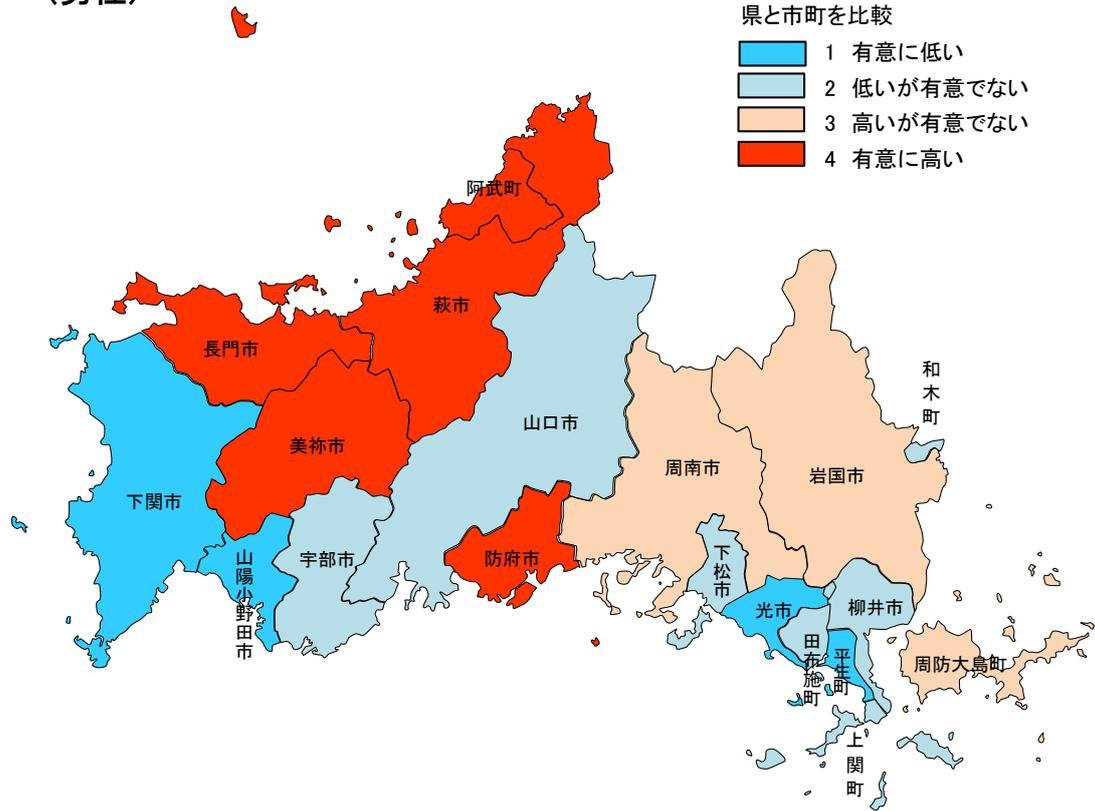 県と市町を比較
1 有意に低い
2 低いが有意でない
3 高いが有意でない
4 有意に高い
阿武町
萩市
長門市
和木町
山口市
美祢市
周南市
岩国市
下関市
防府市
宇部市
下松市
山陽小野田市
光市
柳井市
田布施町
平生町
周防大島町
上関町